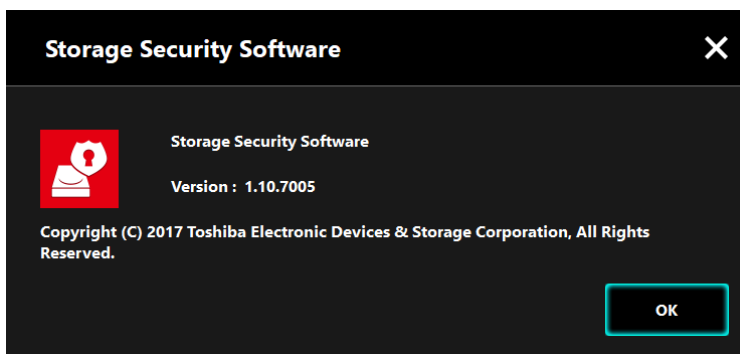 Storage Security Software
Storage Security Software
Version : 1.10.7005
Copyright (C) 2017 Toshiba Electronic Devices & Storage Corporation, All Rights
Reserved.
OK